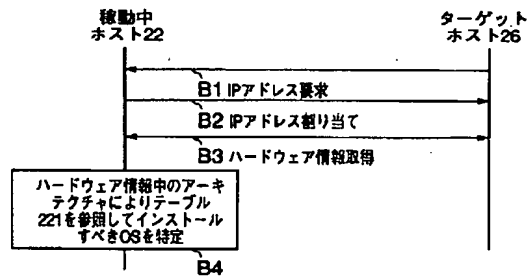 稼動中
ホスト22
ターゲット
ホスト26
B1 IPアドレス要求
B2 IPアドレス割り当て
B3 ハードウェア情報取得
ハードウェア情報中のアーキ
テクチャによりテーブル
221を参照してインストール
すべきOSを特定
B4